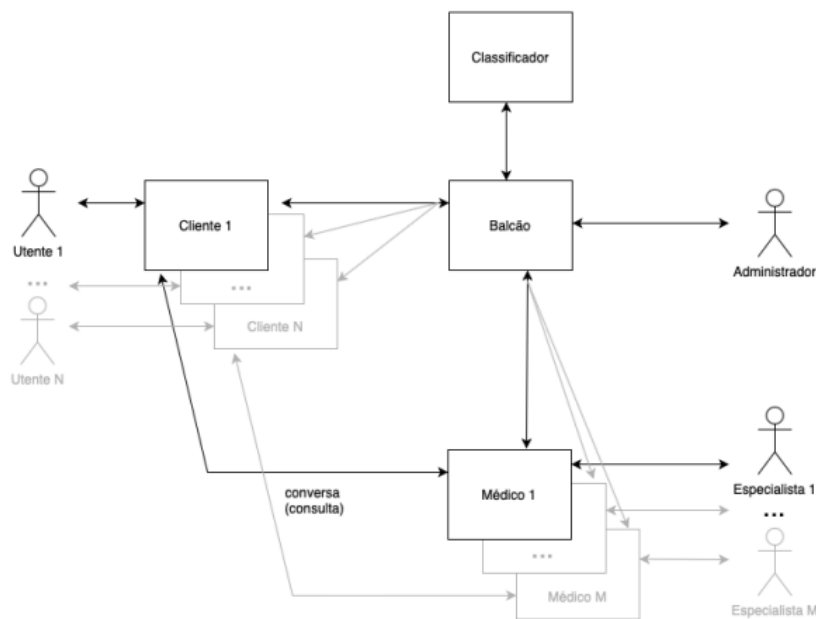 Classificador
Cliente 1
Balcão
Utente 1
Administrador
...
...
Cliente N
Utente N
conversa
(consulta)
Médico 1
Especialista 1
...
...
Médico M
Especialista M